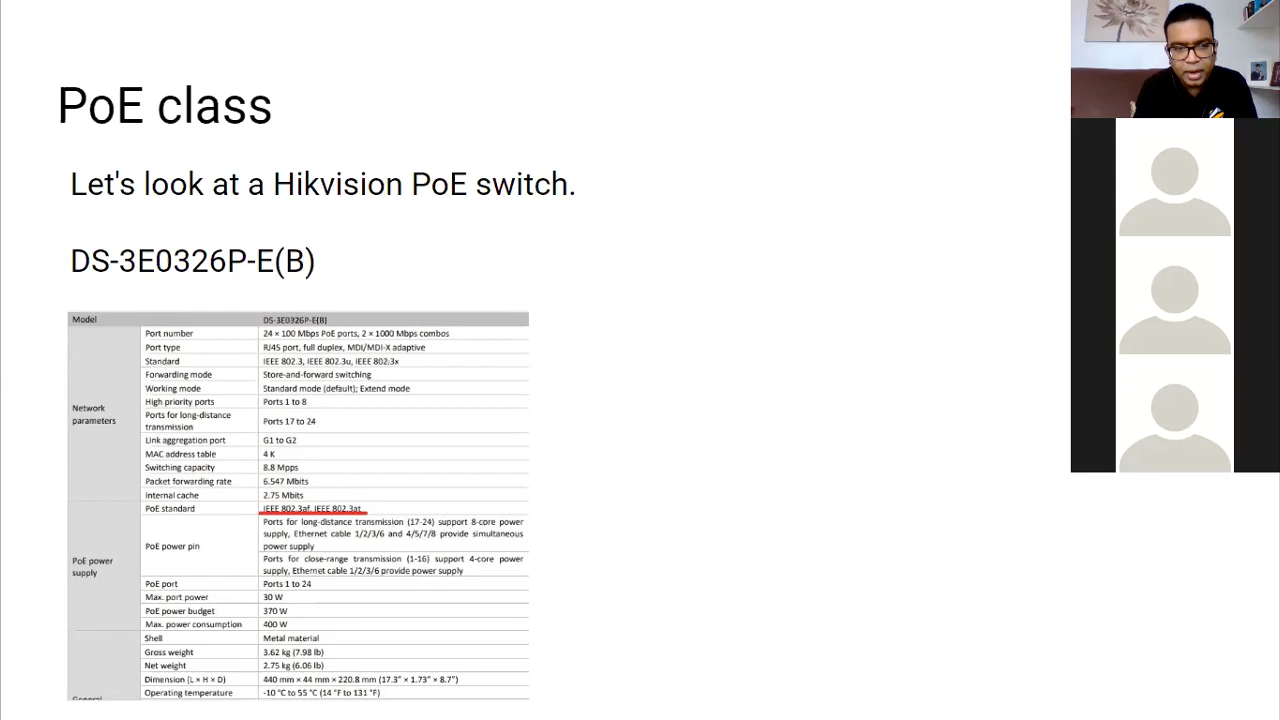 PoE class
Let's look at a Hikvision PoE switch.
DS-3E0326P-E(B)
Model DS-3E0326P-E(B)
Network parameters
Port number 24 × 100 Mbps PoE ports, 2 × 1000 Mbps combos
Port type RJ45 port, full duplex, MDI/MDI-X adaptive
Standard IEEE 802.3, IEEE 802.3u, IEEE 802.3x
Forwarding mode Store-and-forward switching
Working mode Standard mode (default); Extend mode
High priority ports Ports 1 to 8
Ports for long-distance transmission Ports 17 to 24
Link aggregation port G1 to G2
MAC address table 4 K
Switching capacity 8.8 Mpps
Packet forwarding rate 6.547 Mbits
Internal cache 2.75 Mbits
PoE power supply
PoE standard IEEE 802.3af, IEEE 802.3at
PoE power pin
Ports for long-distance transmission (17-24) support 8-core power
supply, Ethernet cable 1/2/3/6 and 4/5/7/8 provide simultaneous
power supply
Ports for close-range transmission (1-16) support 4-core power
supply, Ethernet cable 1/2/3/6 provide power supply
PoE port Ports 1 to 24
Max. port power 30 W
PoE power budget 370 W
Max. power consumption 400 W
General
Shell Metal material
Gross weight 3.62 kg (7.98 lb)
Net weight 2.75 kg (6.06 lb)
Dimension (L × H × D) 440 mm × 44 mm × 220.8 mm (17.3" × 1.73" × 8.7")
Operating temperature -10 °C to 55 °C (14 °F to 131 °F)